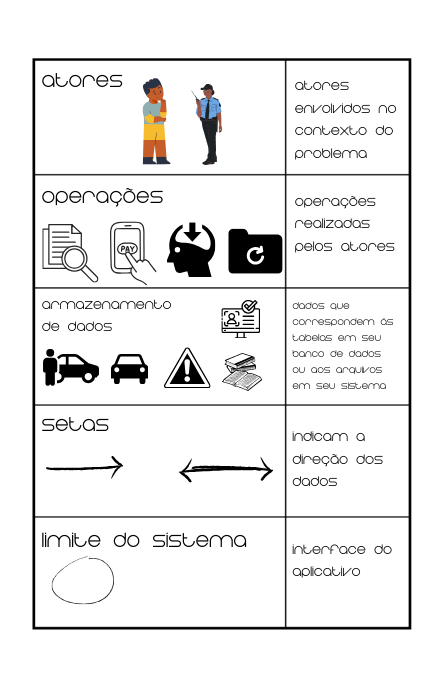 atores
atores
envolvidos no
contexto do
problema
operações
PAY
operações
realizadas
pelos atores
armazenamento
de dados
dados que
correspondem às
tabelas em seu
banco de dados
ou aos arquivos
em seu sistema
setas
indicam a
direção dos
dados
limite do sistema
interface do
aplicativo